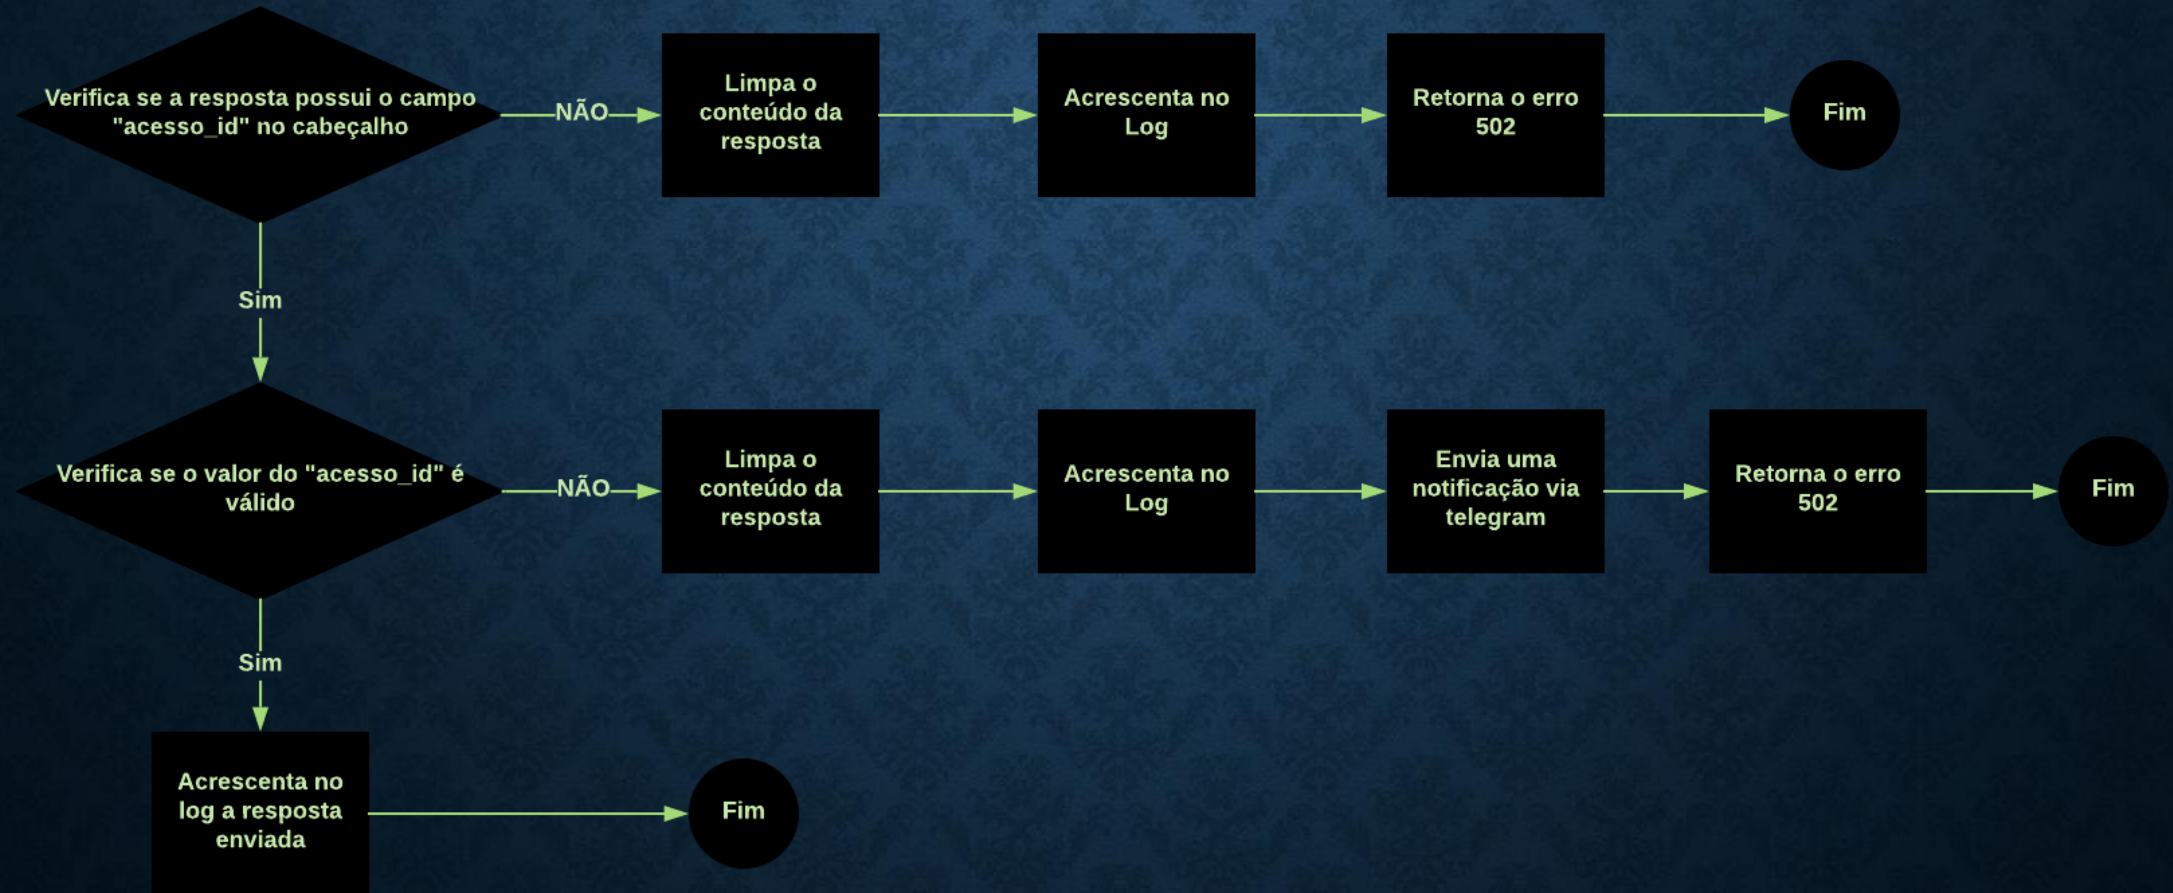 Verifica se a resposta possui o campo
"acesso_id" no cabeçalho
NÃO
Limpa o
conteúdo da
resposta
Acrescenta no
Log
Retorna o erro
502
Fim
Sim
Verifica se o valor do "acesso_id" é
válido
NÃO
Limpa o
conteúdo da
resposta
Acrescenta no
Log
Envia uma
notificação via
telegram
Retorna o erro
502
Fim
Sim
Acrescenta no
log a resposta
enviada
Fim